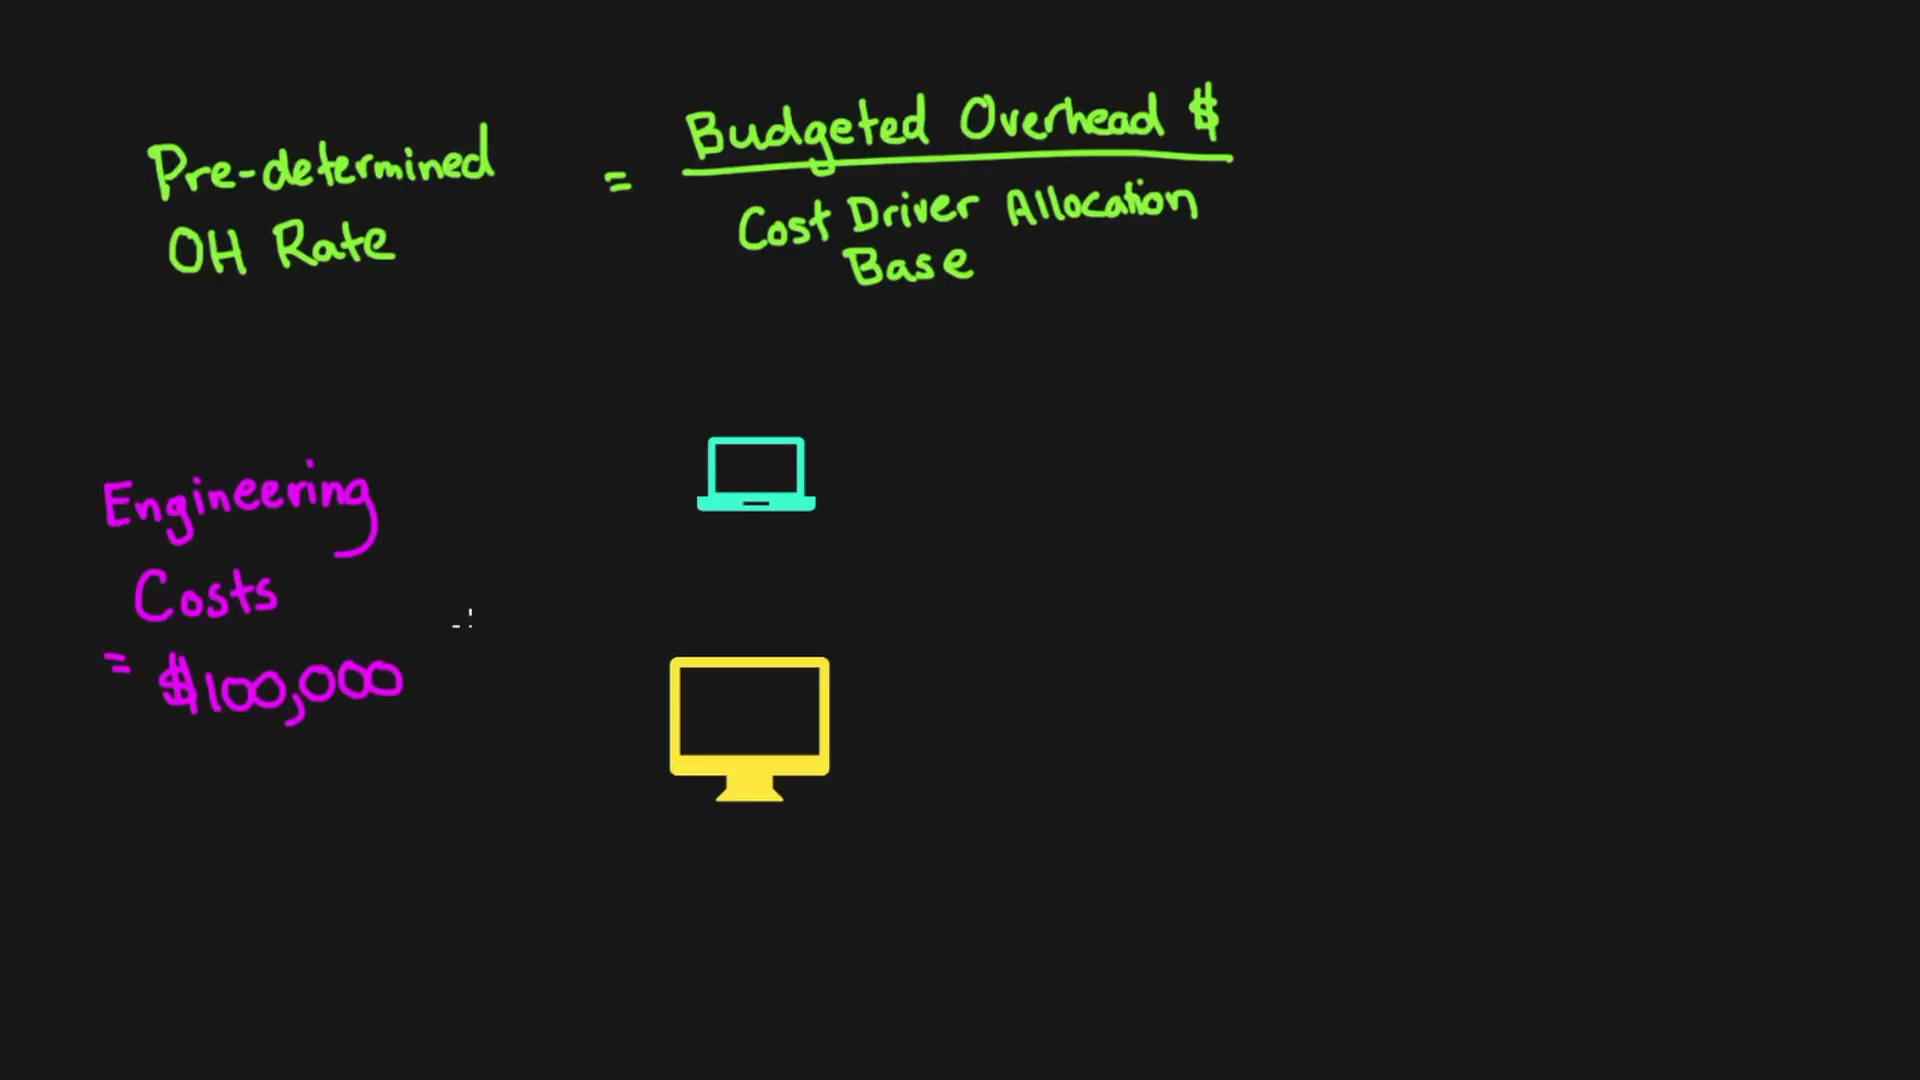 Pre-determined
OH Rate
=
Budgeted Overhead $
Cost Driver Allocation
Base
Engineering
Costs
= $100,000